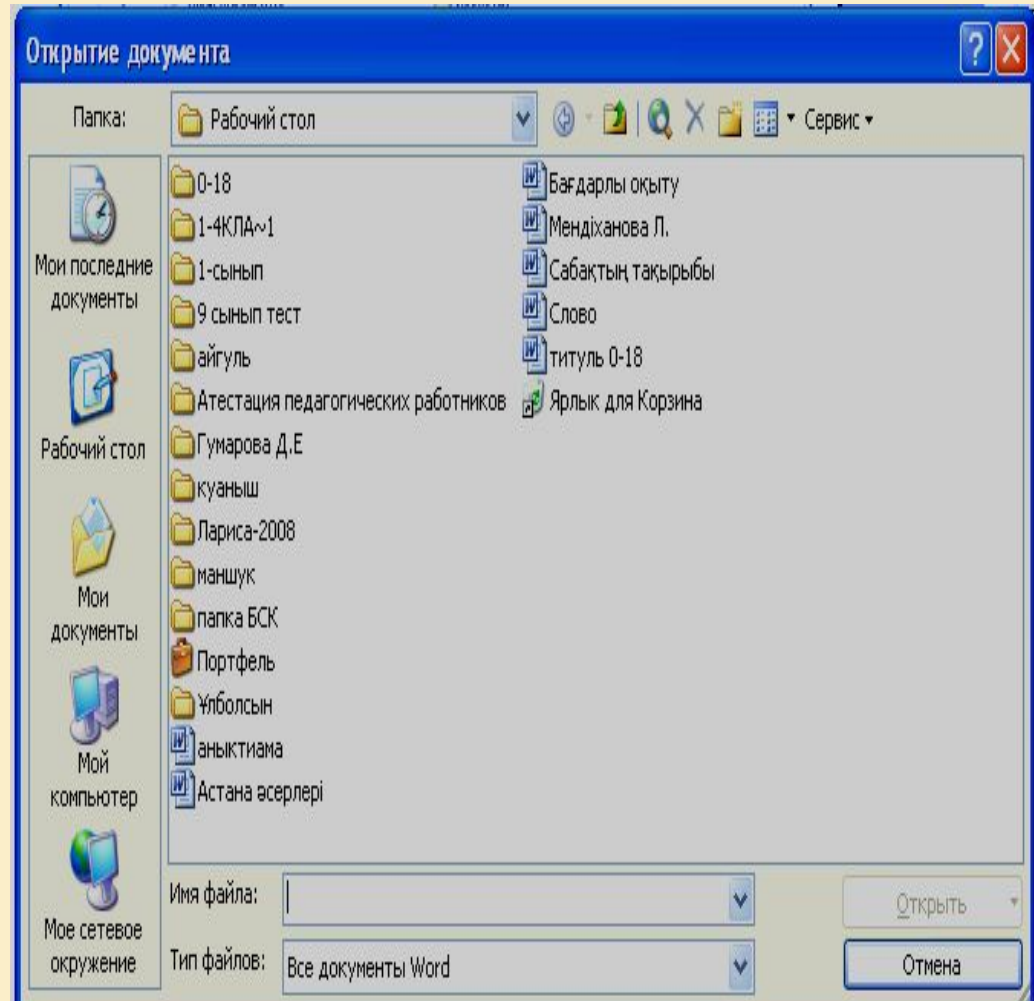 Открытие документа
Папка:
Рабочий стол
Сервис
Мои последние
документы
Рабочий стол
Мои
документы
Мой
компьютер
Мое сетевое
окружение
0-18
1-4КЛА~1
1-сынып
9 сынып тест
айгуль
Атестация педагогических работников
Гумарова Д.Е
куаныш
Лариса-2008
маншук
папка БСК
Портфель
Ұлболсын
аныктиама
Астана әсерлері
Бағдарлы оқыту
Мендіханова Л.
Сабақтың тақырыбы
Слово
титуль 0-18
Ярлык для Корзина
Имя файла:
Открыть
Тип файлов:
Все документы Word
Отмена